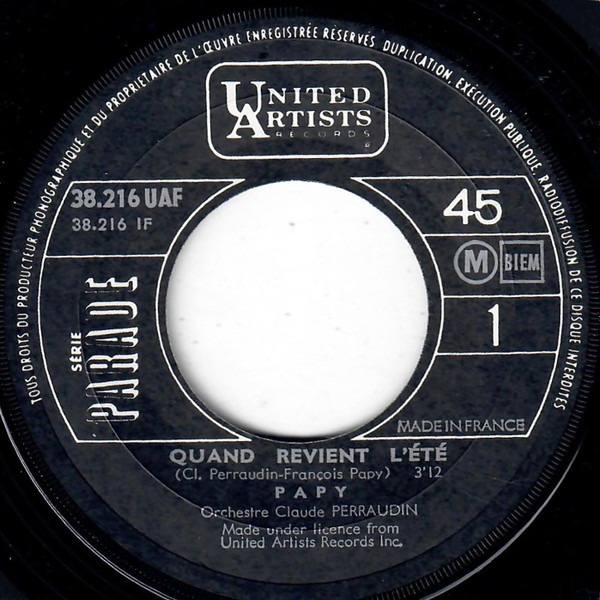 TOUS DROITS DU PRODUCTEUR PHONOGRAPHIQUE ET DU PROPRIETAIRE DE L'ŒUVRE ENREGISTRÉE RÉSERVÉS. DUPLICATION, EXECUTION PUBLIQUE, RADIODIFFUSION DE CE DISQUE INTERDITES
UNITED
ARTISTS
RECORDS
®
38.216 UAF
38.216 IF
45
M BIEM
SÉRIE
PARADE
1
MADE IN FRANCE
QUAND REVIENT L'ÉTÉ
(Cl. Perraudin-François Papy) 3'12
PAPY
Orchestre Claude PERRAUDIN
Made under licence from
United Artists Records Inc.